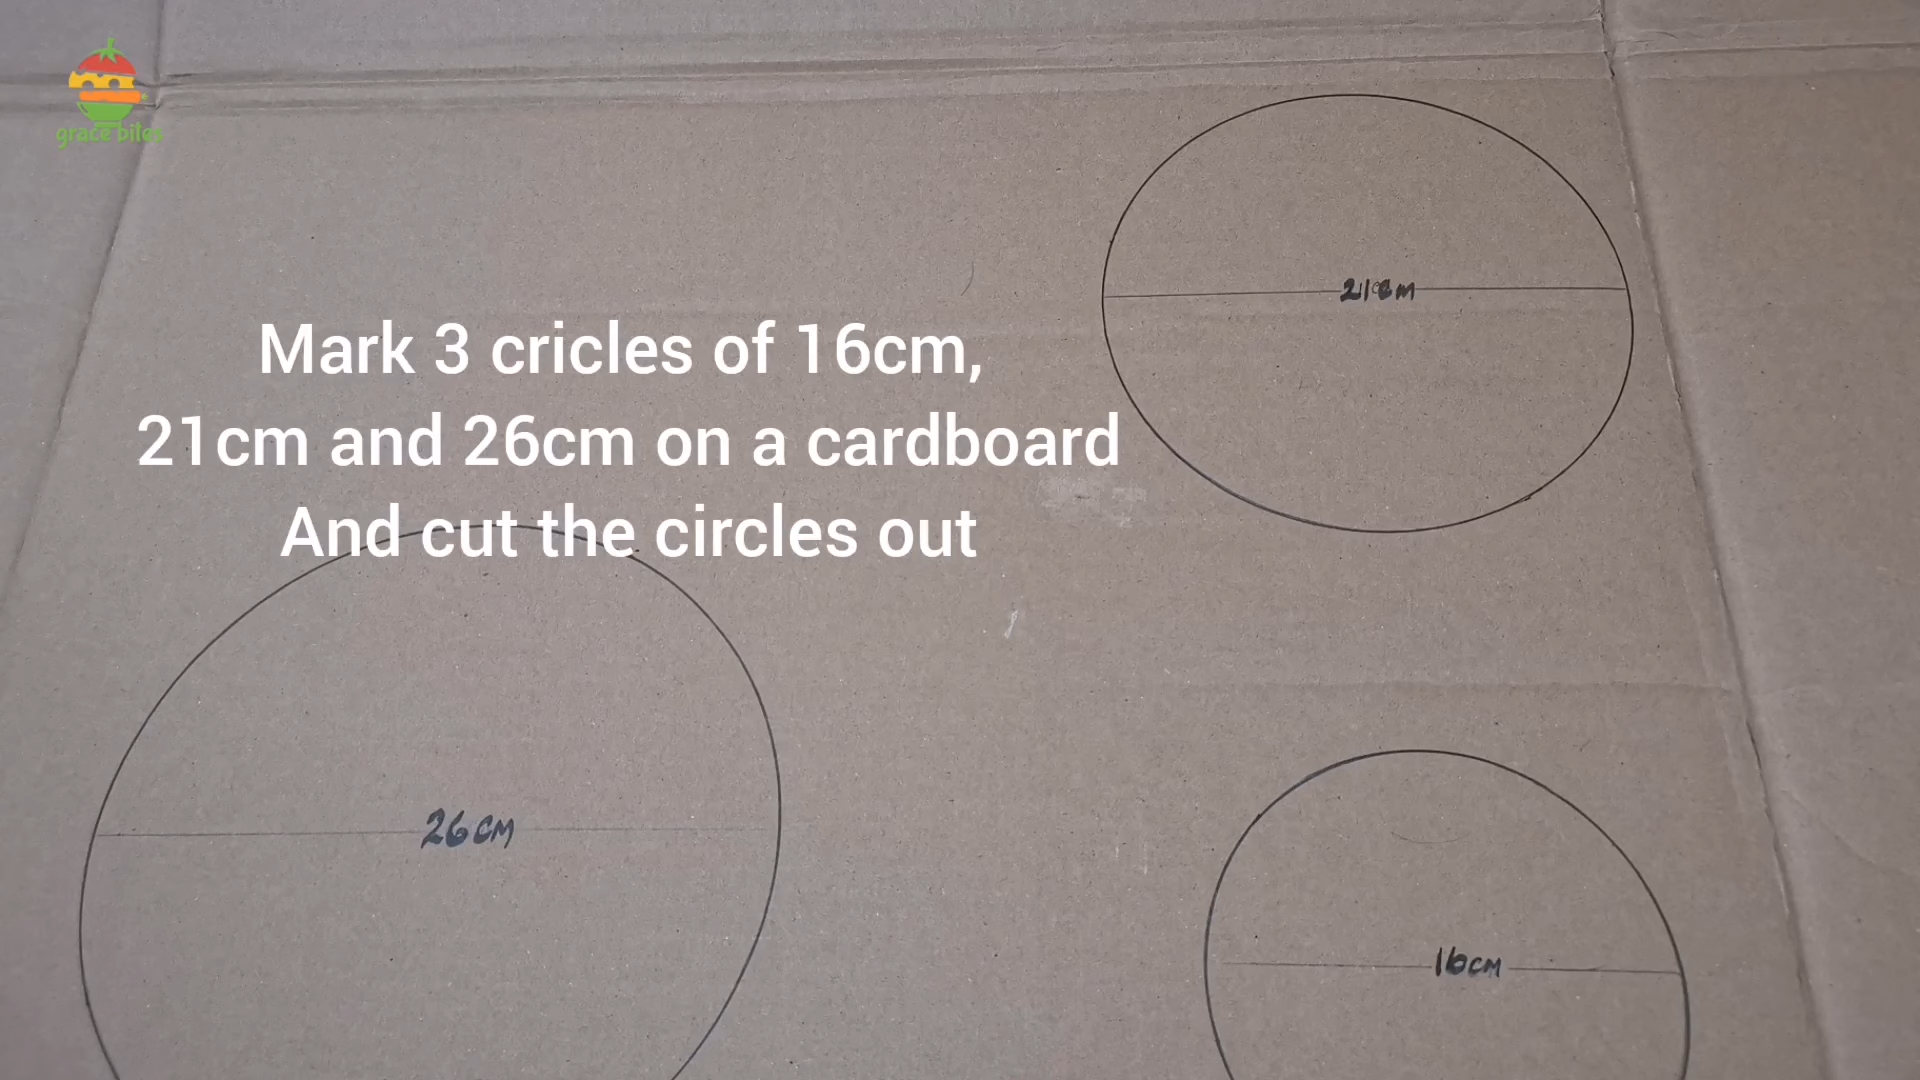 grace bites
Mark 3 cricles of 16cm,
21cm and 26cm on a cardboard
And cut the circles out
21cm
26cm
16cm